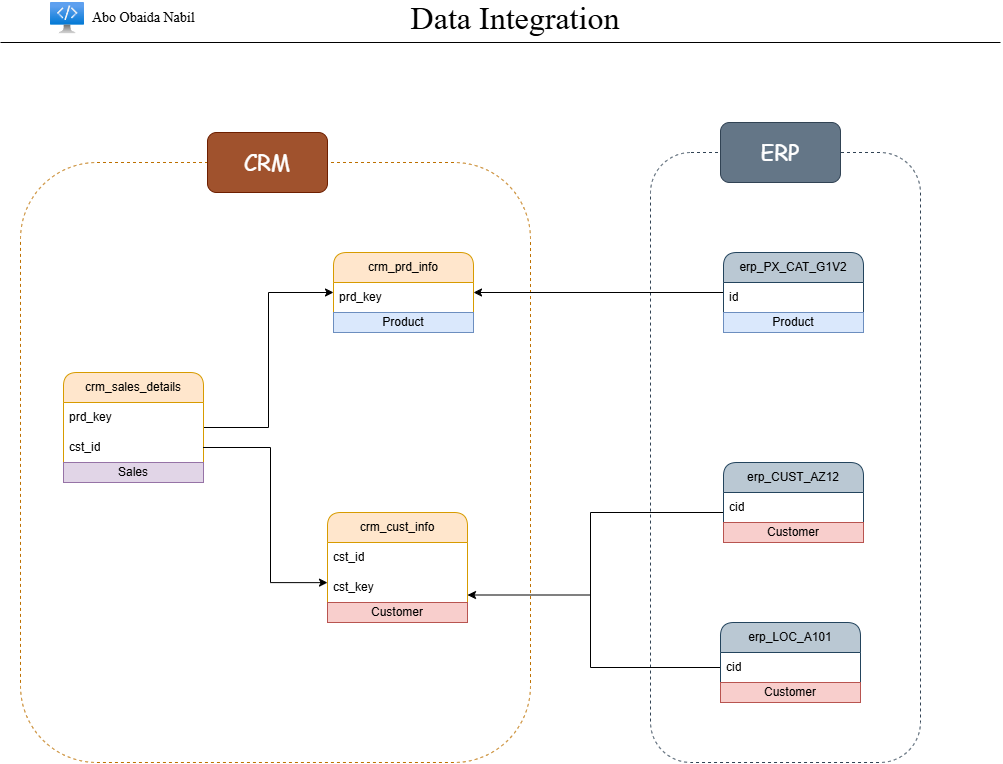 Abo Obaida Nabil
Data Integration
CRM
ERP
crm_prd_info
prd_key
Product
erp_PX_CAT_G1V2
id
Product
crm_sales_details
prd_key
cst_id
Sales
crm_cust_info
cst_id
cst_key
Customer
erp_CUST_AZ12
cid
Customer
erp_LOC_A101
cid
Customer